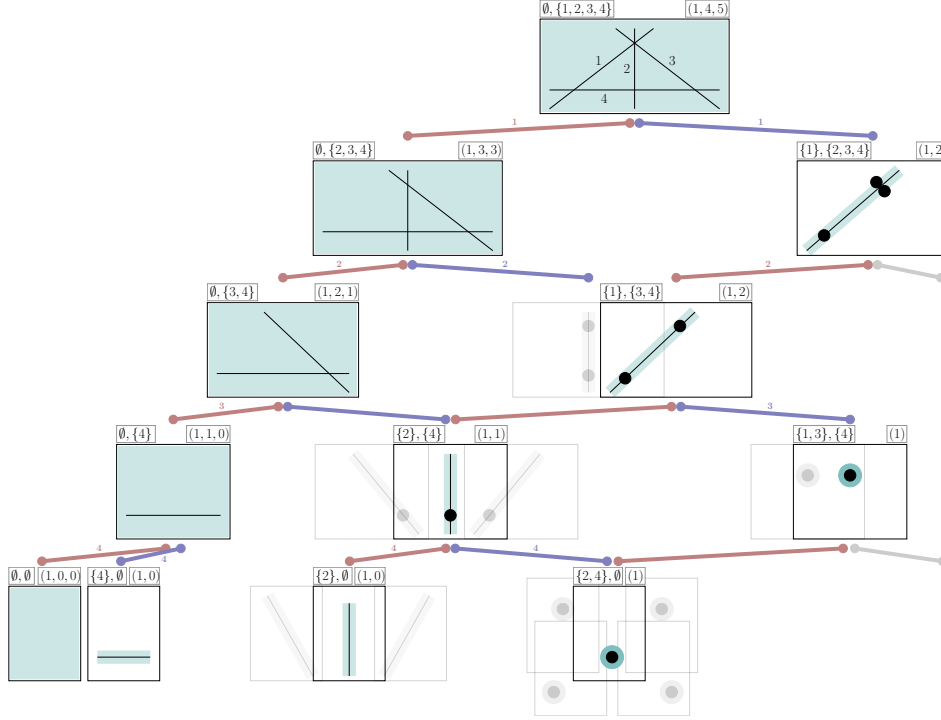 ∅, {1, 2, 3, 4} (1, 4, 5)
1 2 3
4
1 1
∅, {2, 3, 4} (1, 3, 3) {1}, {2, 3, 4} (1, 2
2 2 2
∅, {3, 4} (1, 2, 1) {1}, {3, 4} (1, 2)
3 3
∅, {4} (1, 1, 0) {2}, {4} (1, 1) {1, 3}, {4} (1)
4 4 4 4
∅, ∅ (1, 0, 0) {4}, ∅ (1, 0) {2}, ∅ (1, 0) {2, 4}, ∅ (1)